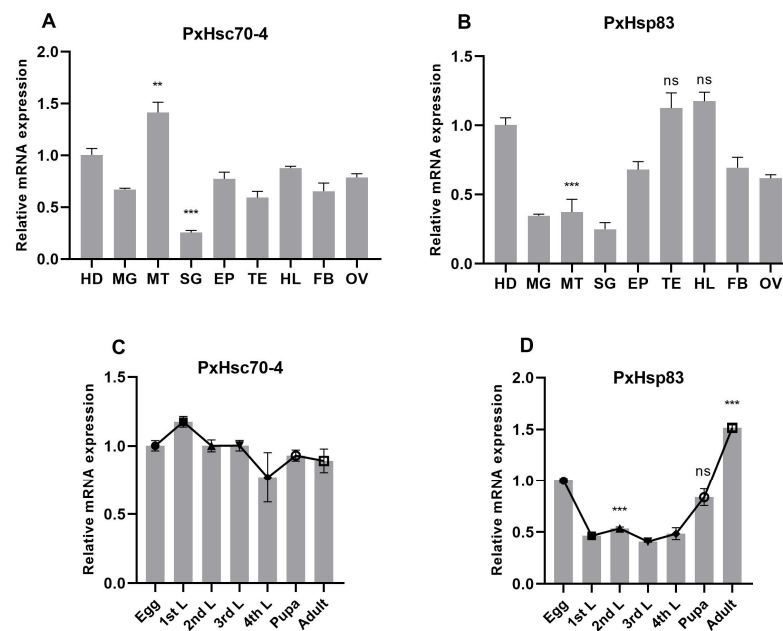 A
PxHsc70-4
Relative mRNA expression
2.0
1.5
1.0
0.5
0.0
**
***
HD MG MT SG EP TE HL FB OV
B
PxHsp83
Relative mRNA expression
1.5
1.0
0.5
0.0
***
ns ns
HD MG MT SG EP TE HL FB OV
C
PxHsc70-4
Relative mRNA expression
1.5
1.0
0.5
0.0
Egg 1st L 2nd L 3rd L 4th L Pupa Adult
D
PxHsp83
Relative mRNA expression
2.0
1.5
1.0
0.5
0.0
***
ns
***
Egg 1st L 2nd L 3rd L 4th L Pupa Adult